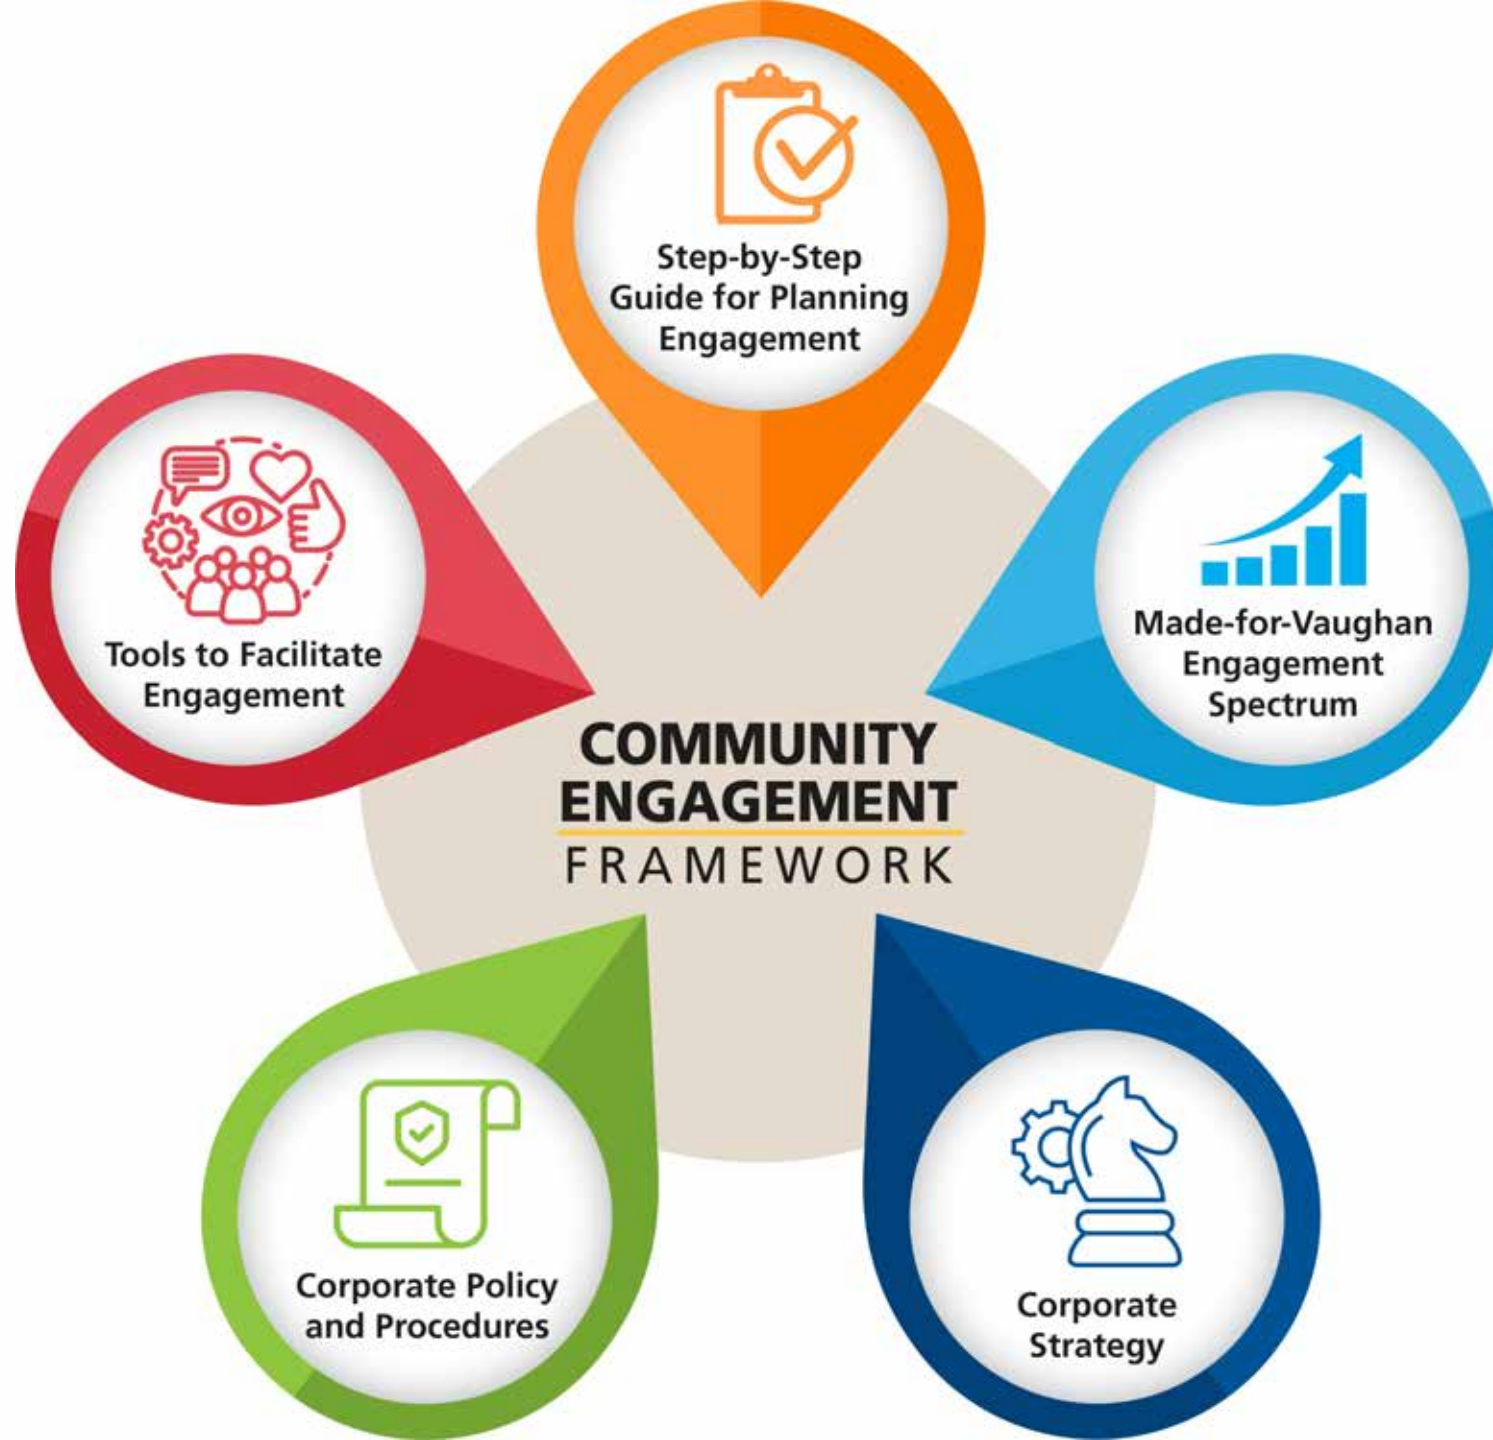 Step-by-Step
Guide for Planning
Engagement
Tools to Facilitate
Engagement
Made-for-Vaughan
Engagement
Spectrum
COMMUNITY
ENGAGEMENT
FRAMEWORK
Corporate Policy
and Procedures
Corporate
Strategy